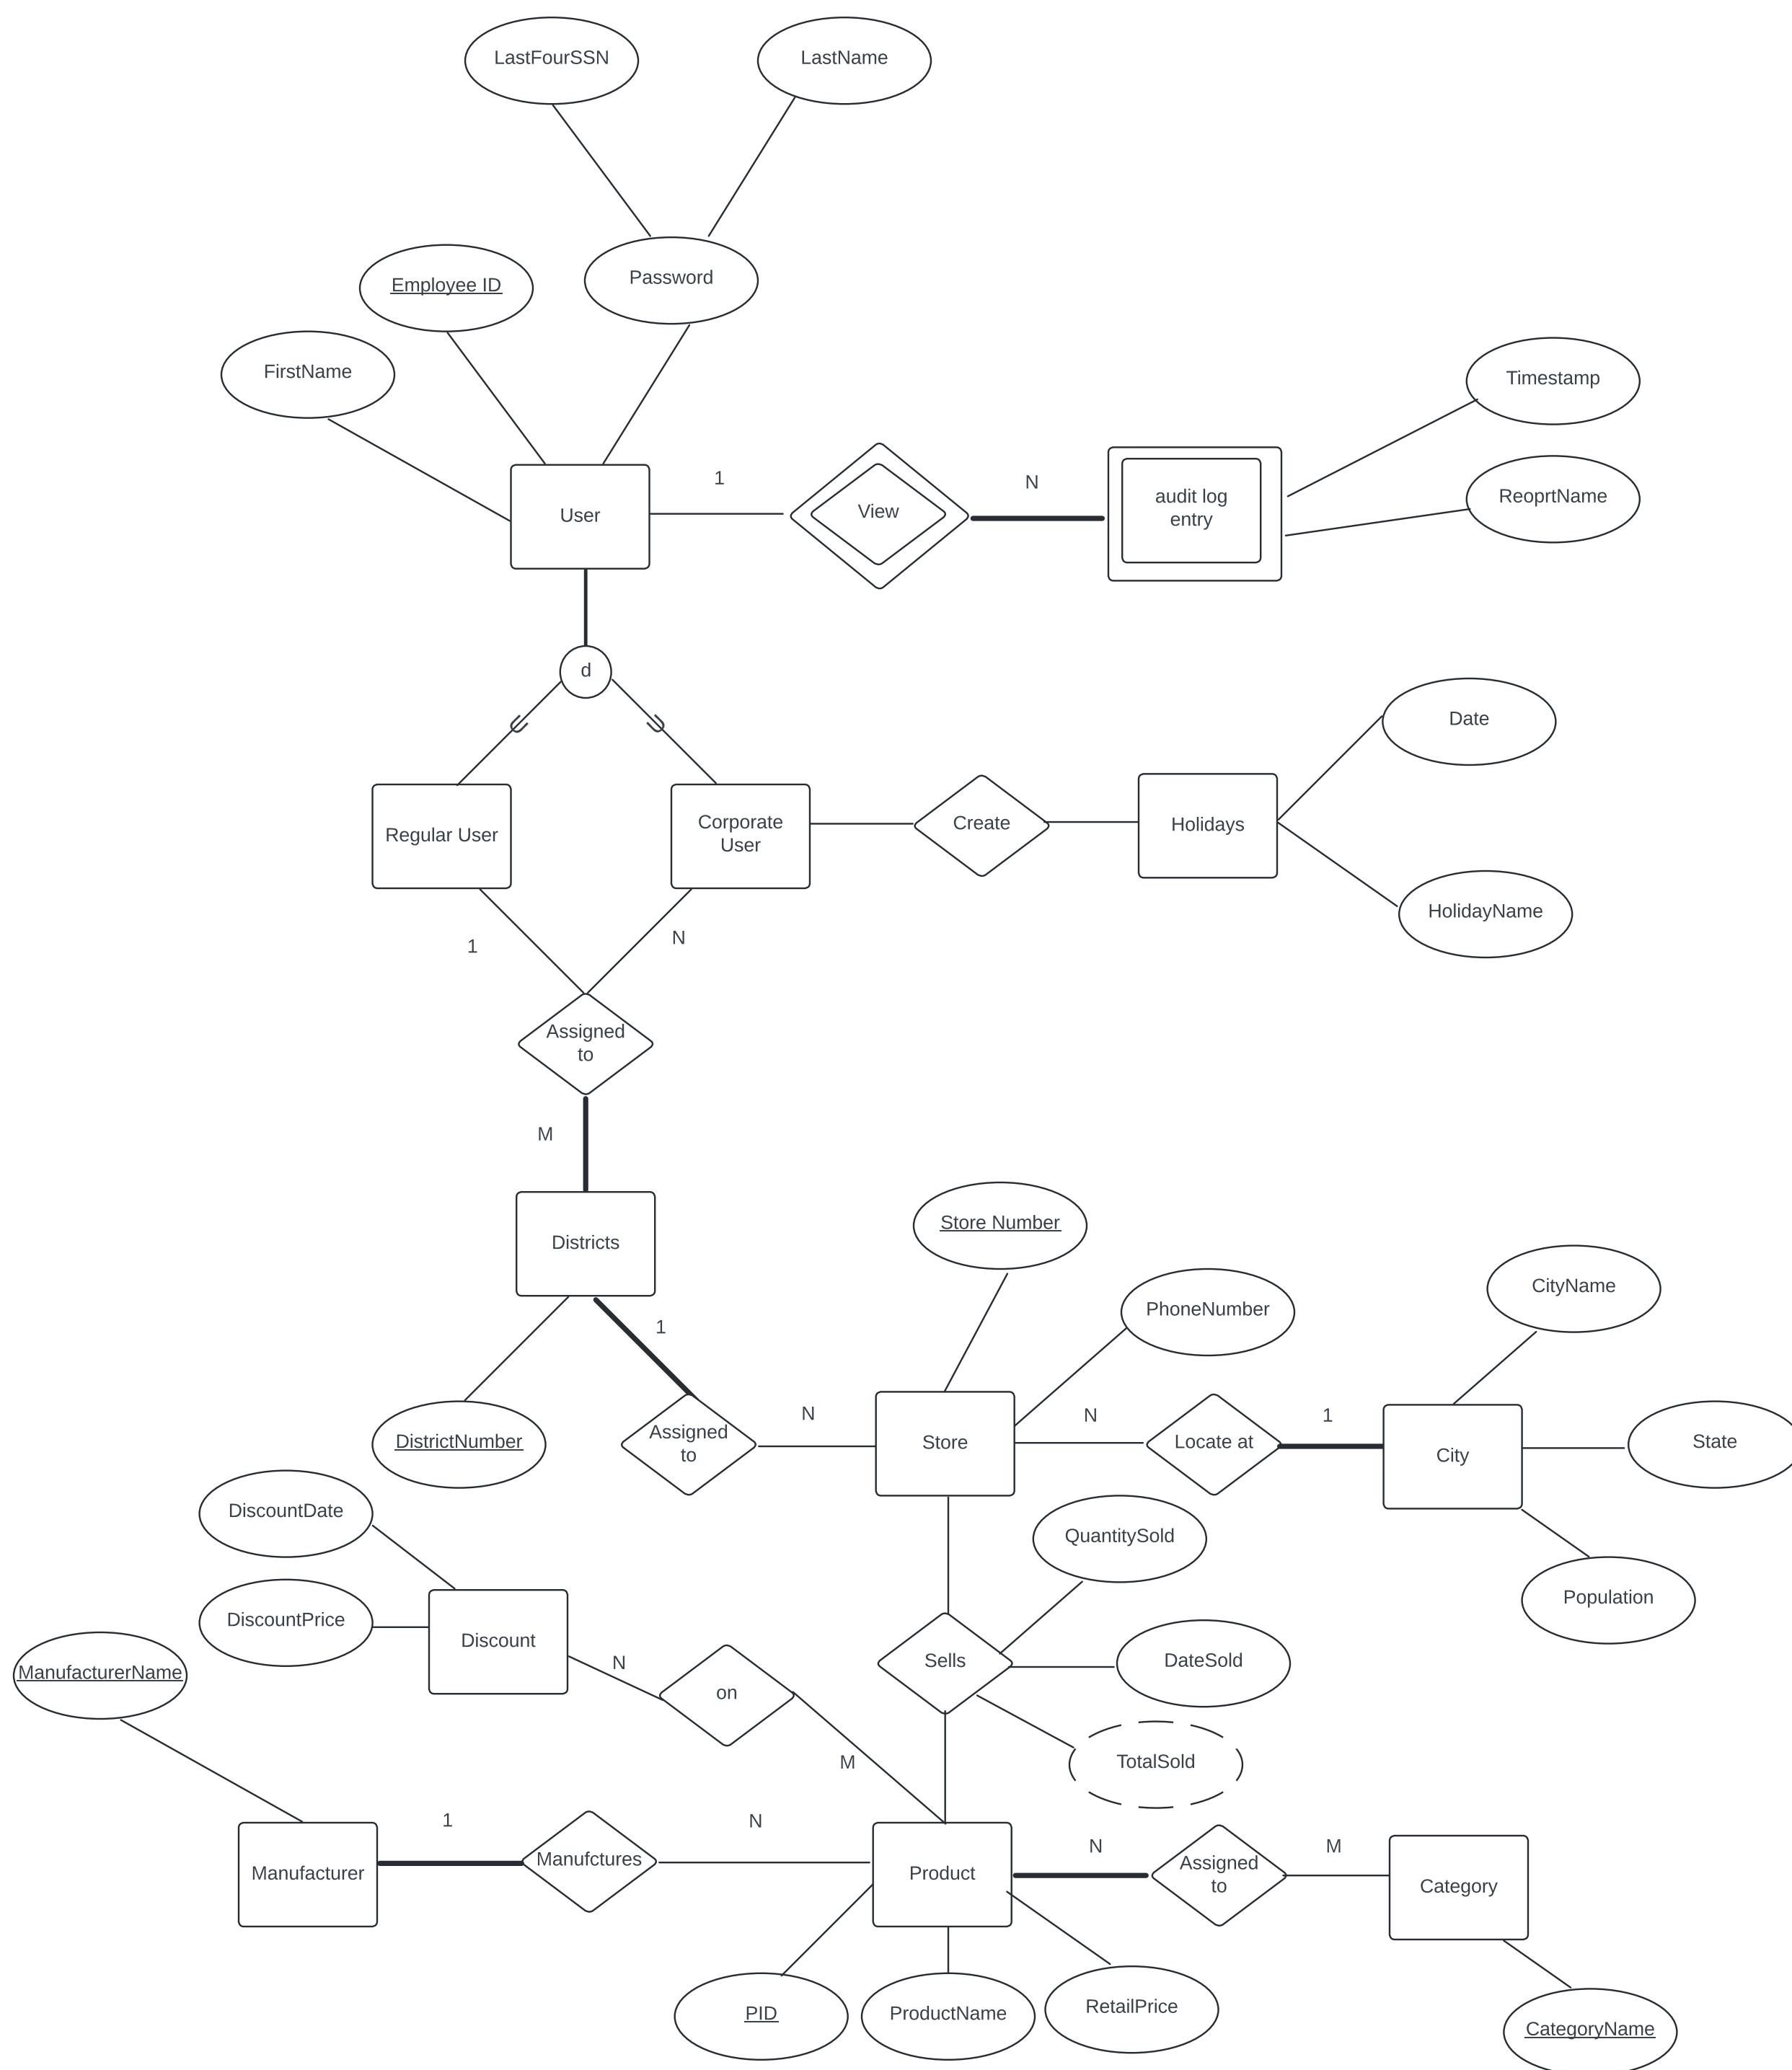 LastFourSSN
LastName
Password
Employee ID
FirstName
Timestamp
ReoprtName
1
N
User
View
audit log
entry
d
U
U
Date
Regular User
Corporate
User
Create
Holidays
HolidayName
1
N
Assigned
to
M
Districts
Store Number
CityName
PhoneNumber
1
DistrictNumber
Assigned
to
N
Store
N
Locate at
1
City
State
DiscountDate
QuantitySold
Population
DiscountPrice
Discount
ManufacturerName
N
on
Sells
DateSold
M
TotalSold
1
N
Manufacturer
Manufctures
Product
N
Assigned
to
M
Category
PID
ProductName
RetailPrice
CategoryName